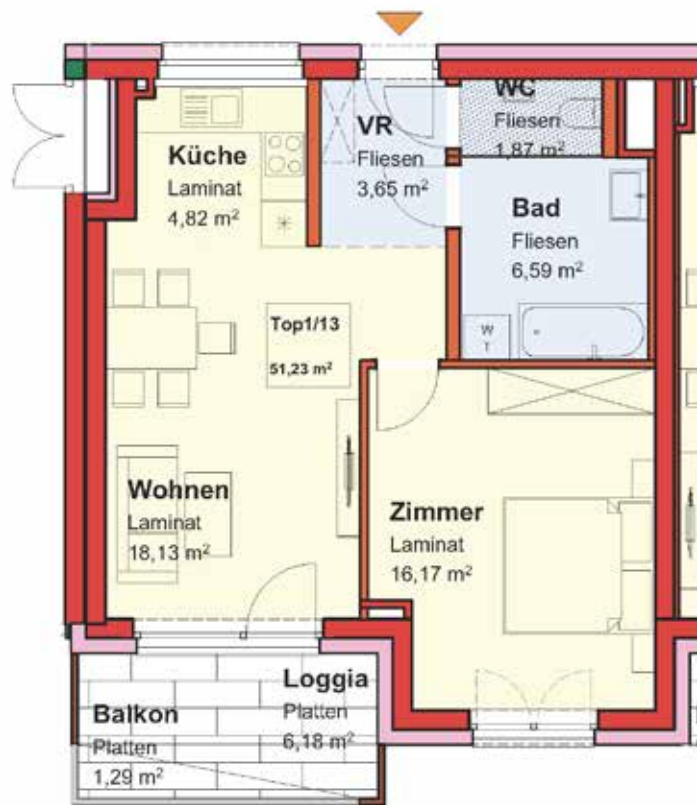 WC
Fliesen
1,87 m²
VR
Fliesen
3,65 m²
Küche
Laminat
4,82 m²
Bad
Fliesen
6,59 m²
Top1/13
51,23 m²
W
T
Wohnen
Laminat
18,13 m²
Zimmer
Laminat
16,17 m²
Loggia
Platten
6,18 m²
Balkon
Platten
1,29 m²